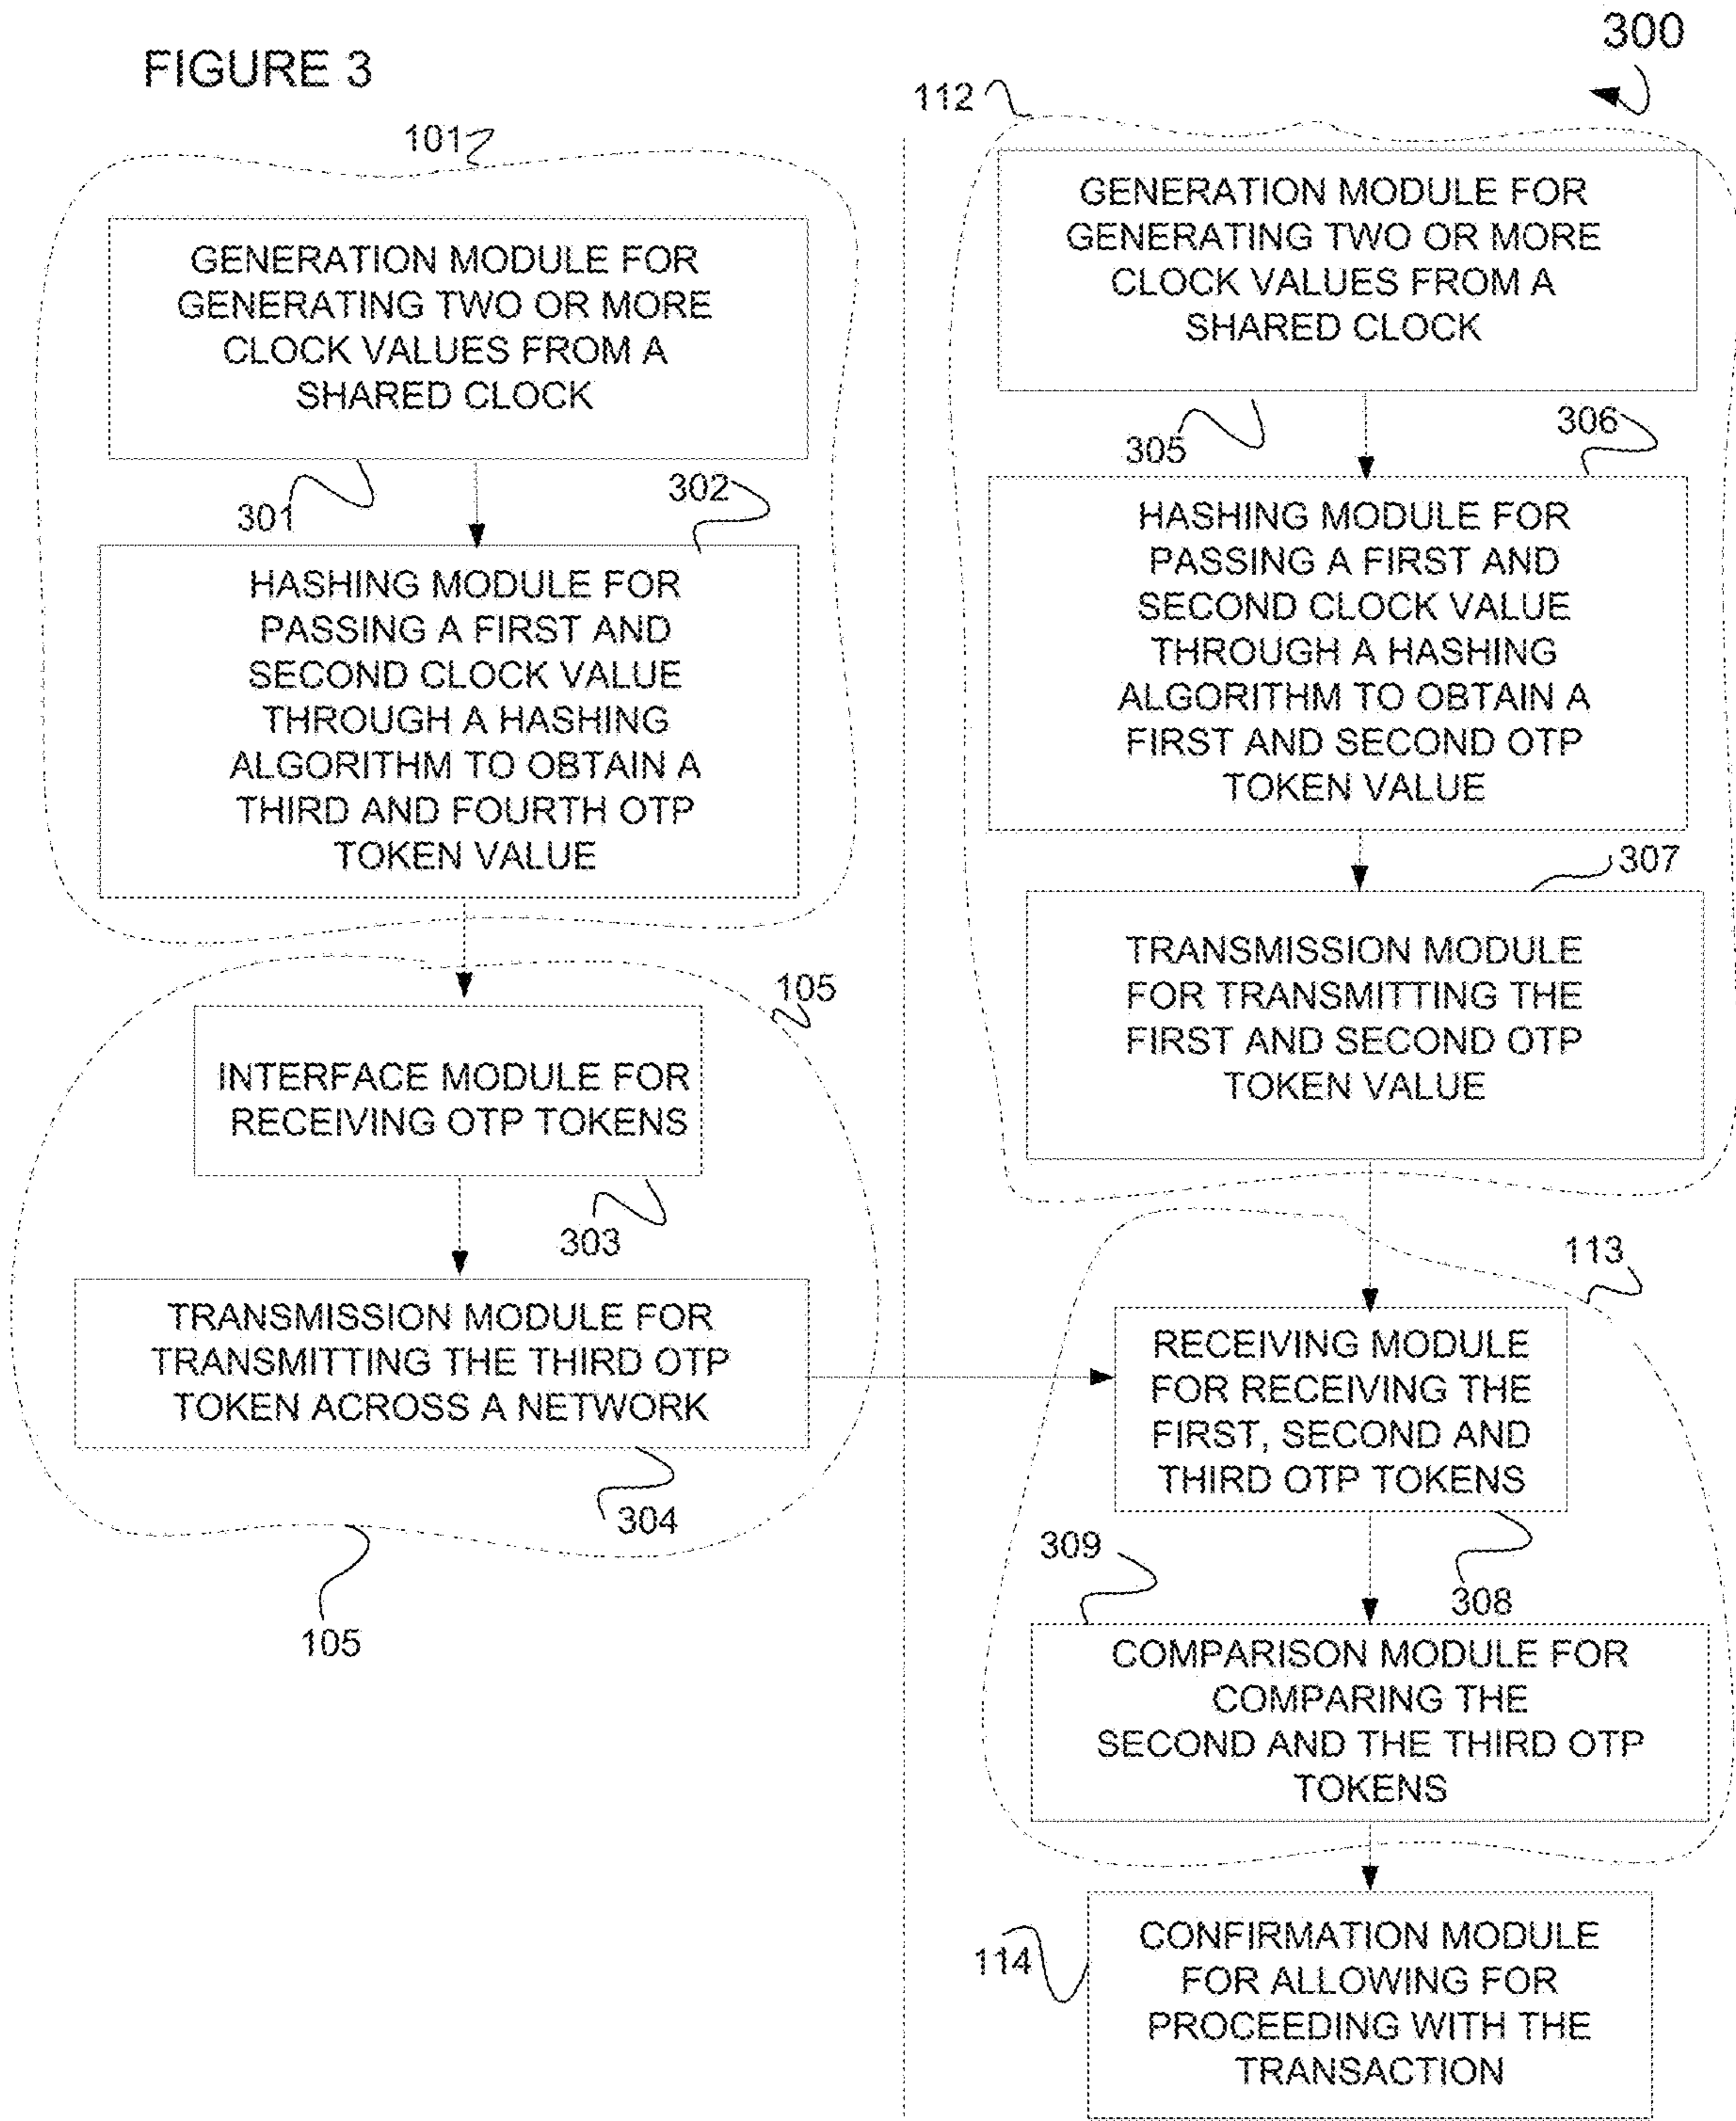 FIGURE 3
300
101
GENERATION MODULE FOR
GENERATING TWO OR MORE
CLOCK VALUES FROM A
SHARED CLOCK
301
302
HASHING MODULE FOR
PASSING A FIRST AND
SECOND CLOCK VALUE
THROUGH A HASHING
ALGORITHM TO OBTAIN A
THIRD AND FOURTH OTP
TOKEN VALUE
105
INTERFACE MODULE FOR
RECEIVING OTP TOKENS
303
TRANSMISSION MODULE FOR
TRANSMITTING THE THIRD OTP
TOKEN ACROSS A NETWORK
304
105
112
GENERATION MODULE FOR
GENERATING TWO OR MORE
CLOCK VALUES FROM A
SHARED CLOCK
305
306
HASHING MODULE FOR
PASSING A FIRST AND
SECOND CLOCK VALUE
THROUGH A HASHING
ALGORITHM TO OBTAIN A
FIRST AND SECOND OTP
TOKEN VALUE
307
TRANSMISSION MODULE
FOR TRANSMITTING THE
FIRST AND SECOND OTP
TOKEN VALUE
113
RECEIVING MODULE
FOR RECEIVING THE
FIRST, SECOND AND
THIRD OTP TOKENS
309
308
COMPARISON MODULE FOR
COMPARING THE
SECOND AND THE THIRD OTP
TOKENS
114
CONFIRMATION MODULE
FOR ALLOWING FOR
PROCEEDING WITH THE
TRANSACTION